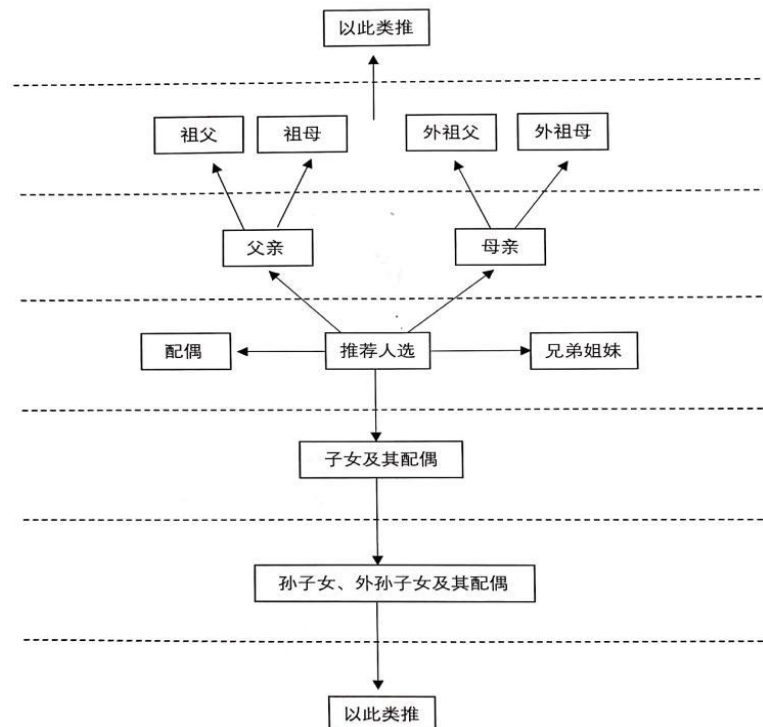 以此类推
祖父
祖母
外祖父
外祖母
父亲
母亲
配偶
推荐人选
兄弟姐妹
子女及其配偶
孙子女、外孙子女及其配偶
以此类推